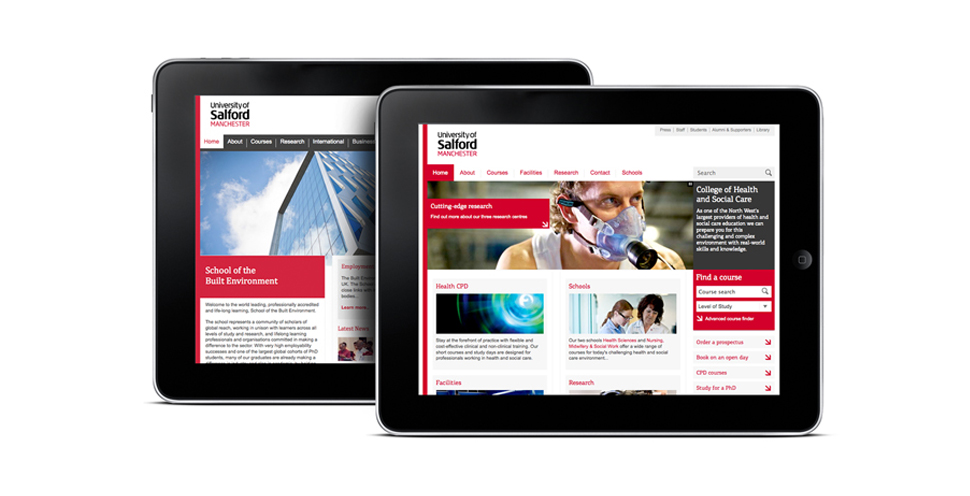 University of
Salford
MANCHESTER
Home About Courses Research International Business
School of the
Built Environment
Welcome to the world leading, professionally accredited
and life-long learning, School of the Built Environment.
The school represents a community of scholars of
global reach, working in unison with learners across all
levels of study and research, and lifelong learning
professionals and organisations committed in making a
difference to the sector. With very high employability
successes and one of the largest global cohorts of PhD
students, many of our graduates are already making a
Employmen
The Built Enviro
UK. The School
close links with
bodies...
Learn more
Latest News
University of
Salford
MANCHESTER
Press | Staff | Students | Alumni & Supporters | Library
Home About Courses Facilities Research Contact Schools
Search
Cutting-edge research
Find out more about our three research centres
College of Health
and Social Care
As one of the North West's
largest providers of health and
social care education we can
prepare you for this
challenging and complex
environment with real-world
skills and knowledge.
Find a course
Course search
Level of Study
Advanced course finder
Order a prospectus
Book an open day
CPD courses
Study for a PhD
Health CPD
Stay at the forefront of practice with flexible and
cost-effective clinical and non-clinical training. Our
short courses and study days are designed for
professionals working in health and social care.
Schools
Our two schools Health Sciences and Nursing,
Midwifery & Social Work offer a wide range of
courses for today's challenging health and social
care environment...
Facilities
Research